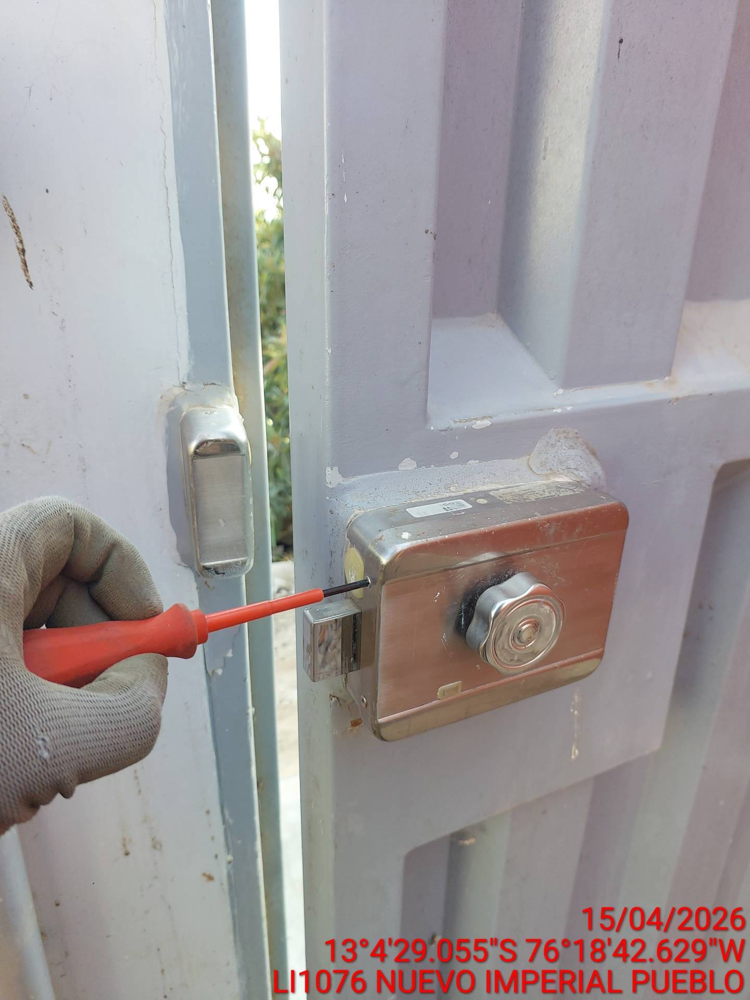 15/04/2026
13°4'29.055"S 76°18'42.629"W
LI1076 NUEVO IMPERIAL PUEBLO